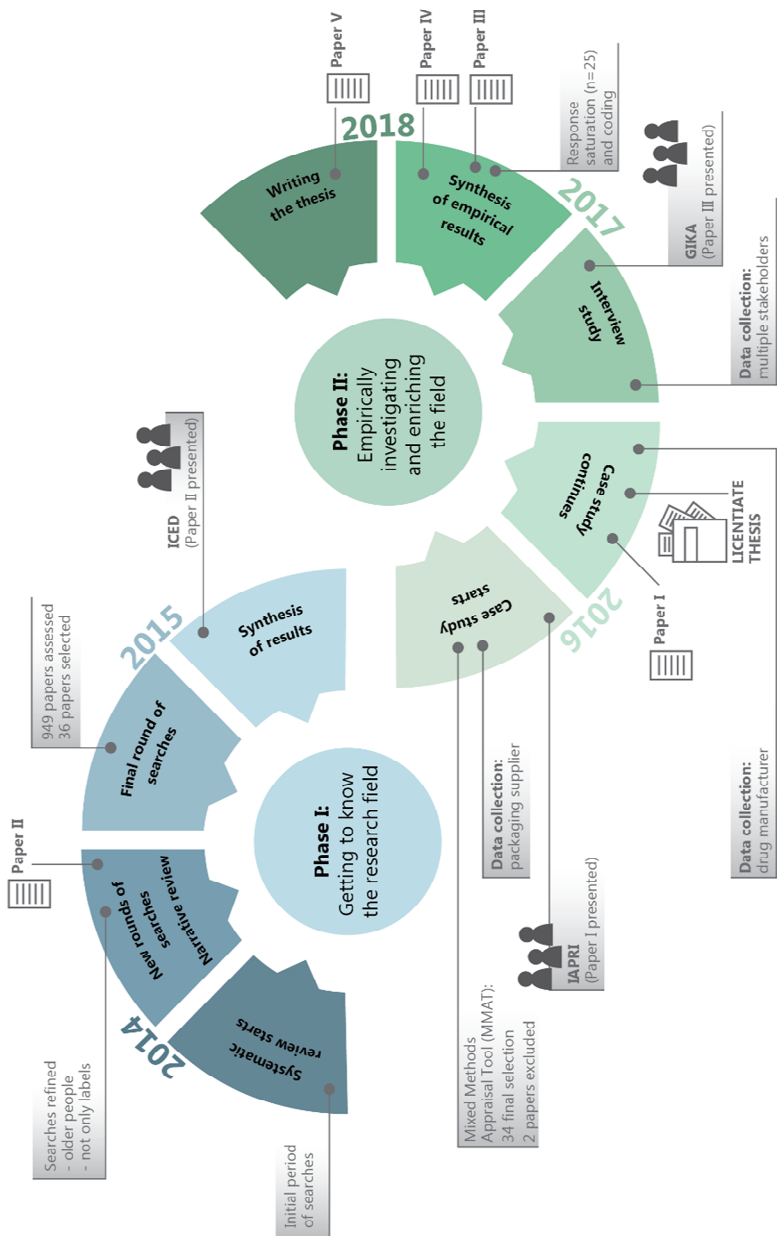 Initial period
of searches
Systematic
review starts
2014
Searches refined
- older people
- not only labels
New rounds of
searches
Narrative review
Paper II
Final round of
searches
949 papers assessed
36 papers selected
2015
Synthesis
of results
ICED
(Paper II presented)
Phase I:
Getting to know
the research field
Mixed Methods
Appraisal Tool (MMAT):
34 final selection
2 papers excluded
Data collection:
packaging supplier
IAPRI
(Paper I presented)
Case study
starts
2016
Paper I
LICENTIATE
THESIS
Case study
continues
Data collection:
drug manufacturer
Phase II:
Empirically
investigating
and enriching
the field
Interview
study
Data collection:
multiple stakeholders
GIKA
(Paper III presented)
2017
Synthesis
of empirical
results
Response
saturation (n=25)
and coding
Paper III
Paper IV
2018
Writing
the thesis
Paper V